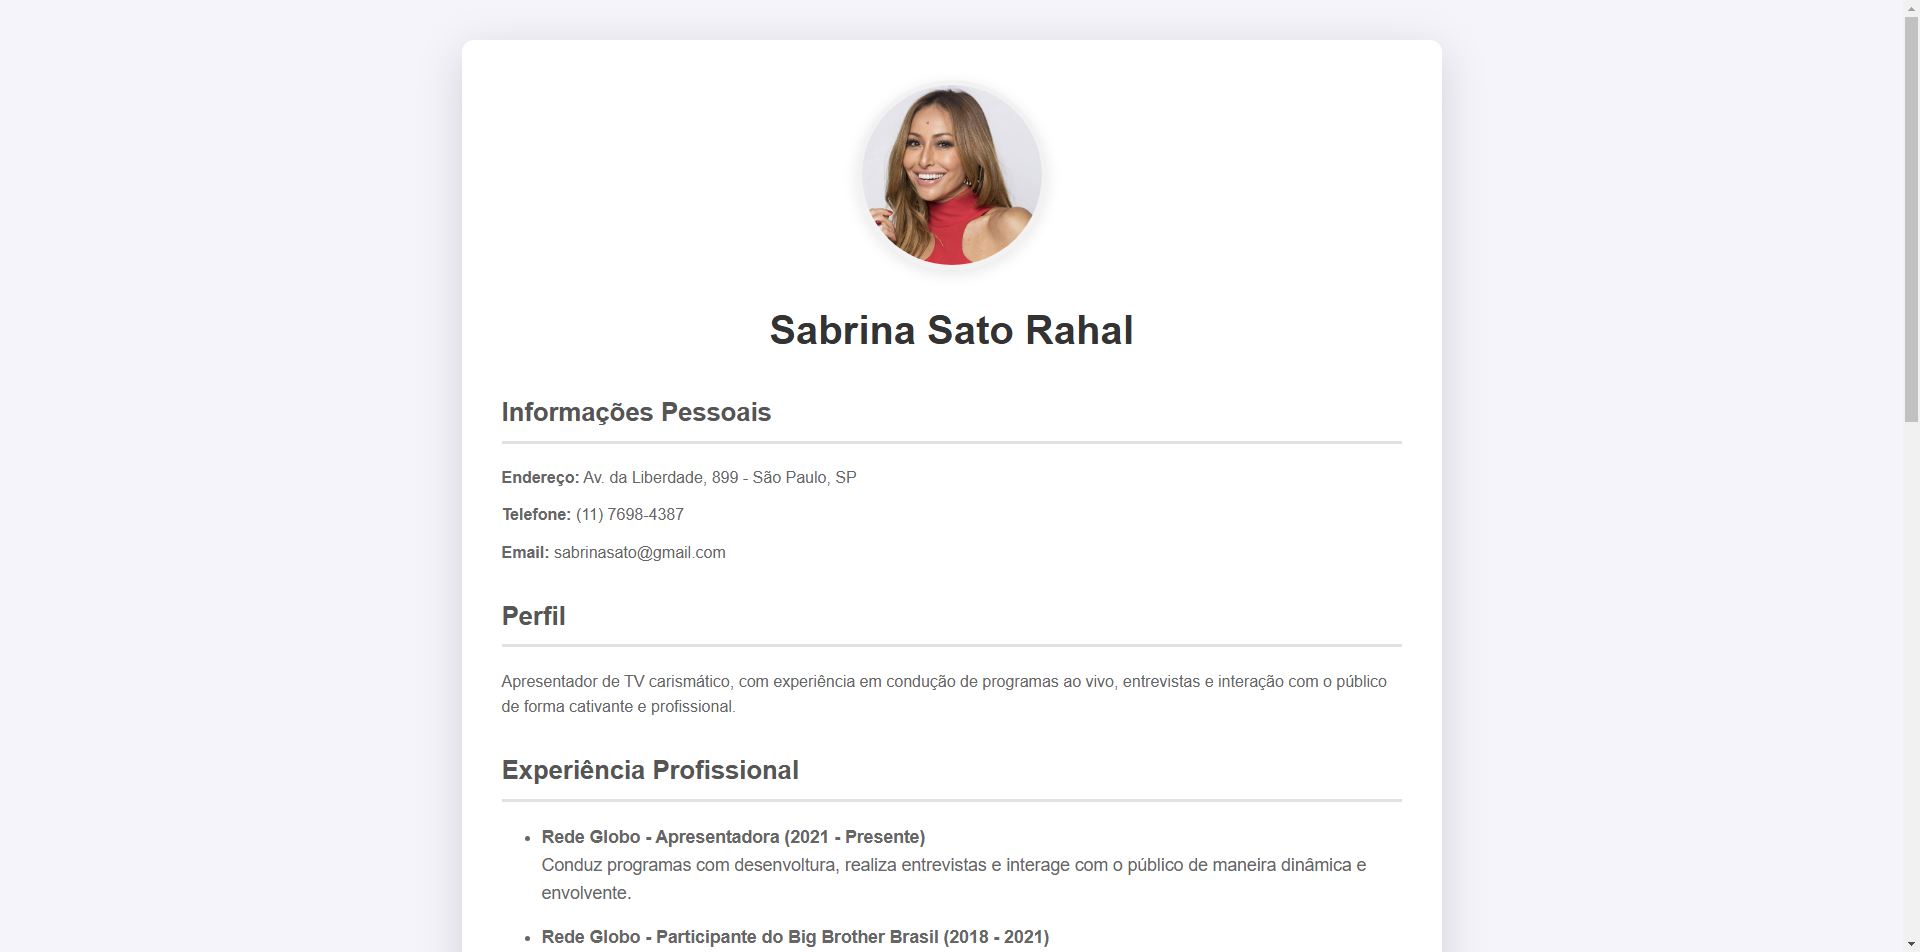 Sabrina Sato Rahal
Informações Pessoais
Endereço: Av. da Liberdade, 899 - São Paulo, SP
Telefone: (11) 7698-4387
Email: sabrinasato@gmail.com
Perfil
Apresentador de TV carismático, com experiência em condução de programas ao vivo, entrevistas e interação com o público
de forma cativante e profissional.
Experiência Profissional
• Rede Globo - Apresentadora (2021 - Presente)
Conduz programas com desenvoltura, realiza entrevistas e interage com o público de maneira dinâmica e
envolvente.
• Rede Globo - Participante do Big Brother Brasil (2018 - 2021)